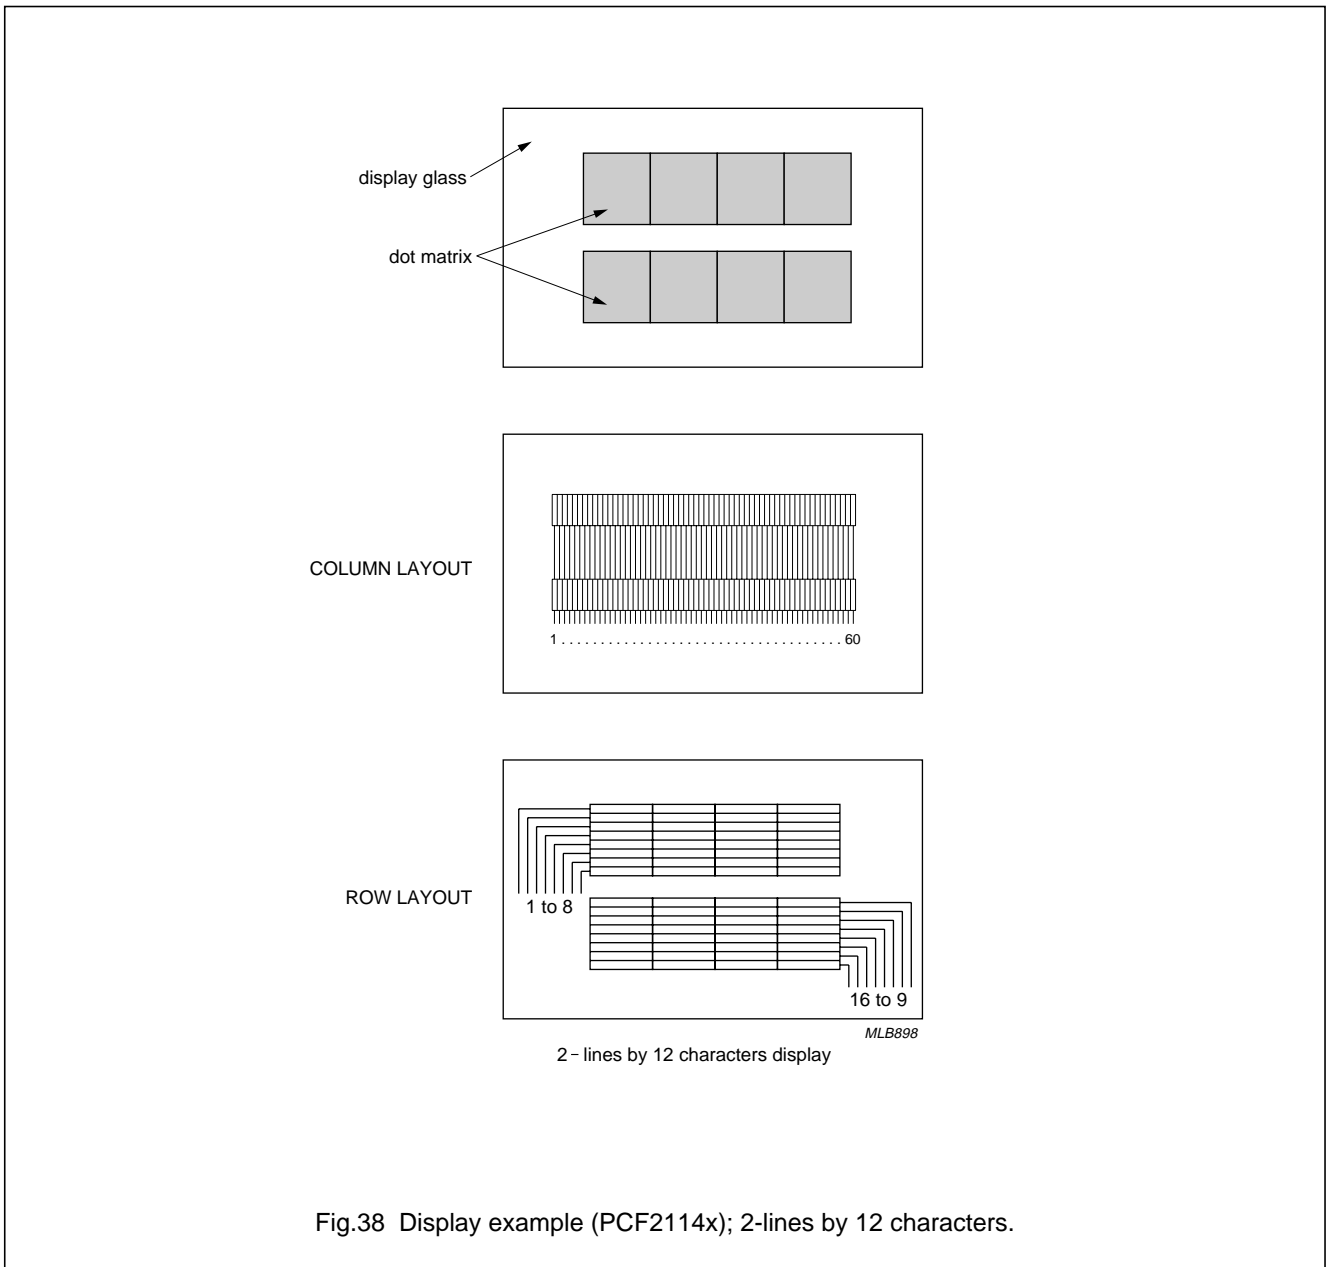 display glass
dot matrix
COLUMN LAYOUT
1 . . . . . . . . . . . . . . . . . . . . . . . . . . . . . . . . . . . . 60
ROW LAYOUT
1 to 8
16 to 9
MLB898
2 – lines by 12 characters display
Fig.38 Display example (PCF2114x); 2-lines by 12 characters.